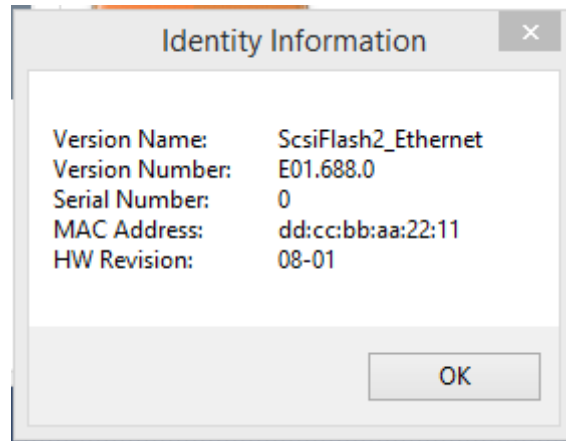 Identity Information
Version Name: ScsiFlash2_Ethernet
Version Number: E01.688.0
Serial Number: 0
MAC Address: dd:cc:bb:aa:22:11
HW Revision: 08-01
OK